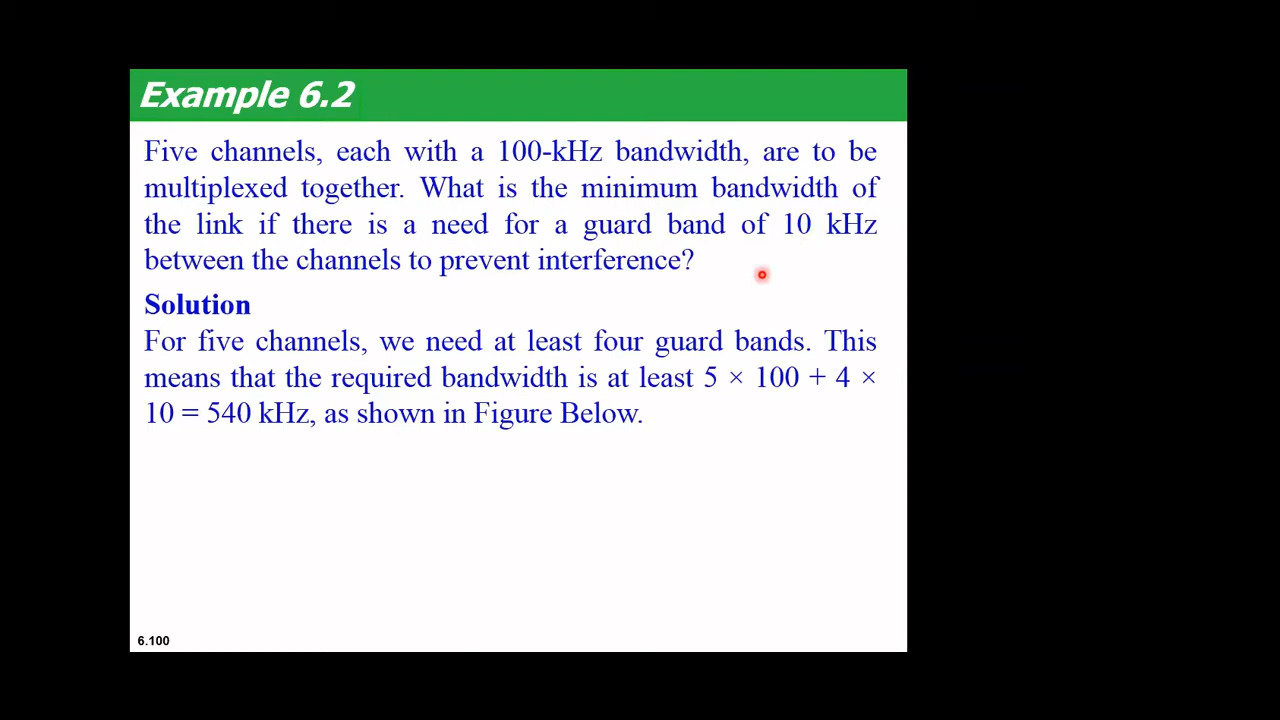 Example 6.2
Five channels, each with a 100-kHz bandwidth, are to be
multiplexed together. What is the minimum bandwidth of
the link if there is a need for a guard band of 10 kHz
between the channels to prevent interference?
Solution
For five channels, we need at least four guard bands. This
means that the required bandwidth is at least 5 × 100 + 4 ×
10 = 540 kHz, as shown in Figure Below.
6.100